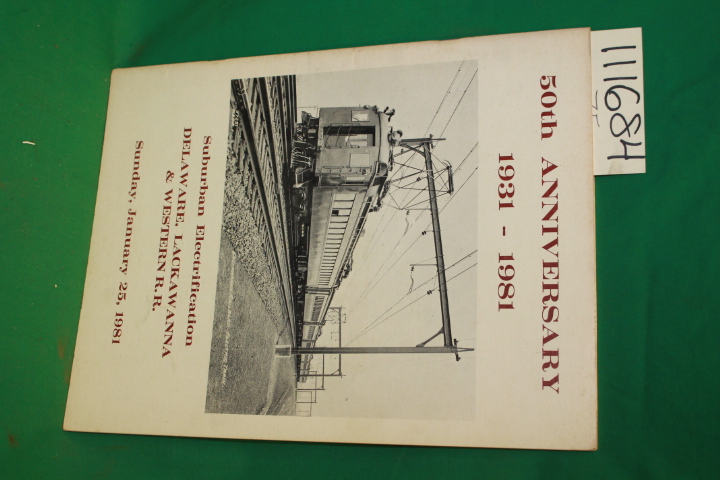 50th ANNIVERSARY
1931 - 1981
Suburban Electrification
DELAWARE, LACKAWANNA
& WESTERN R.R.
Sunday, January 25, 1981
111684